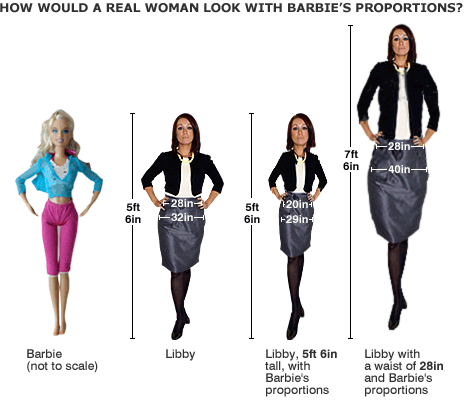 HOW WOULD A REAL WOMAN LOOK WITH BARBIE'S PROPORTIONS?
5ft
6in
28in
32in
5ft
6in
20in
29in
7ft
6in
28in
40in
Barbie
(not to scale)
Libby
Libby, 5ft 6in
tall, with
Barbie's
proportions
Libby with
a waist of 28in
and Barbie's
proportions